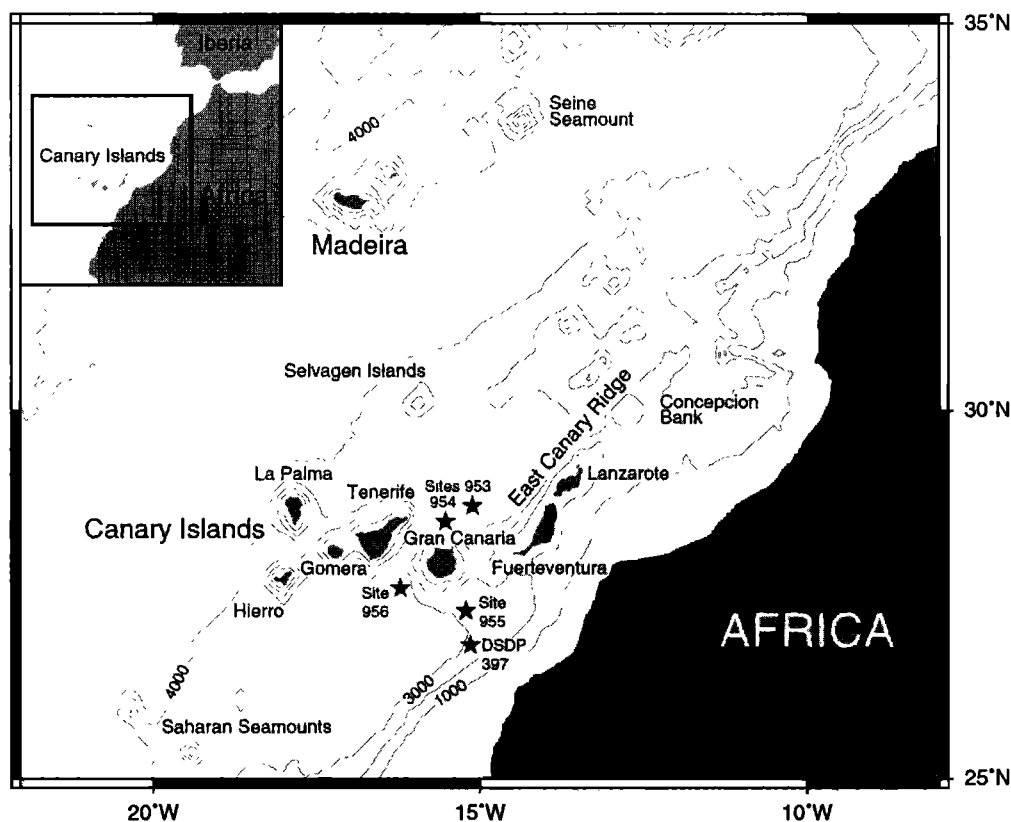 35°N
Iberia
Canary Islands
Africa
4000
Seine
Seamount
Madeira
Selvagen Islands
30°N
East Canary Ridge
Concepcion
Bank
La Palma
Tenerife
Sites 953
954
Lanzarote
Canary Islands
Gran Canaria
Gomera
Fuerteventura
Hierro
Site
956
Site
955
DSDP
397
AFRICA
4000
3000
1000
Saharan Seamounts
25°N
20°W
15°W
10°W